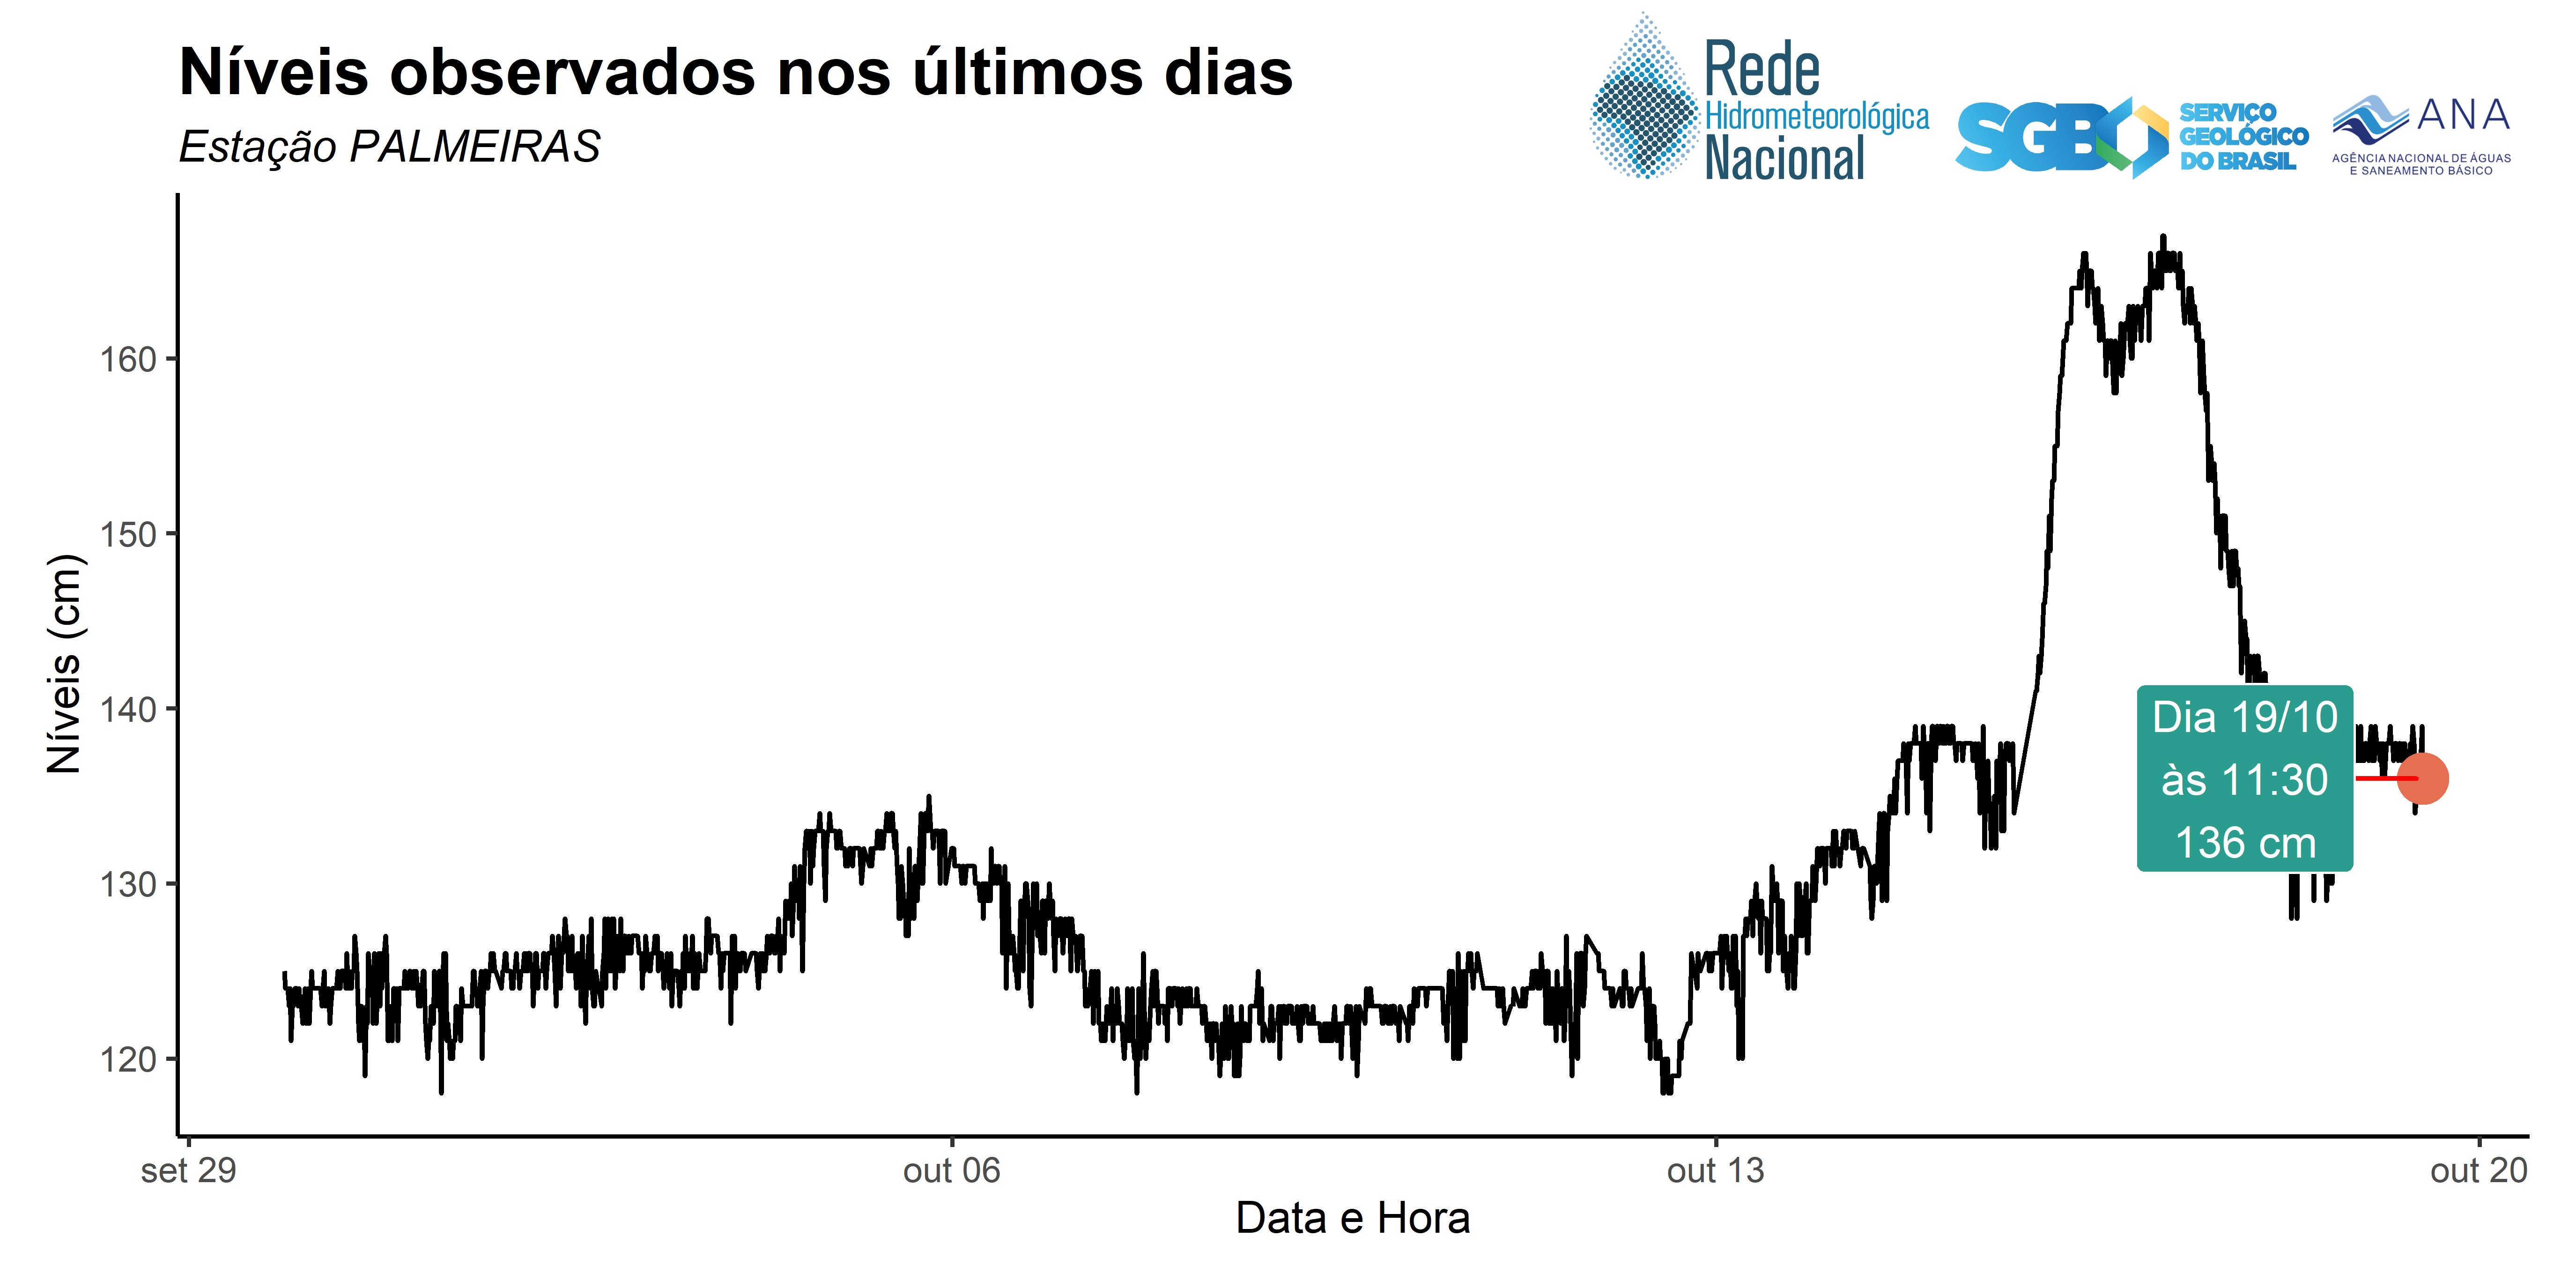 Níveis observados nos últimos dias
Estação PALMEIRAS
Rede
Hidrometeorológica
Nacional
SGB
SERVIÇO
GEOLÓGICO
DO BRASIL
ANA
AGÊNCIA NACIONAL DE ÁGUAS
E SANEAMENTO BÁSICO
Níveis (cm)
160
150
140
130
120
Dia 19/10
às 11:30
136 cm
set 29
out 06
out 13
out 20
Data e Hora